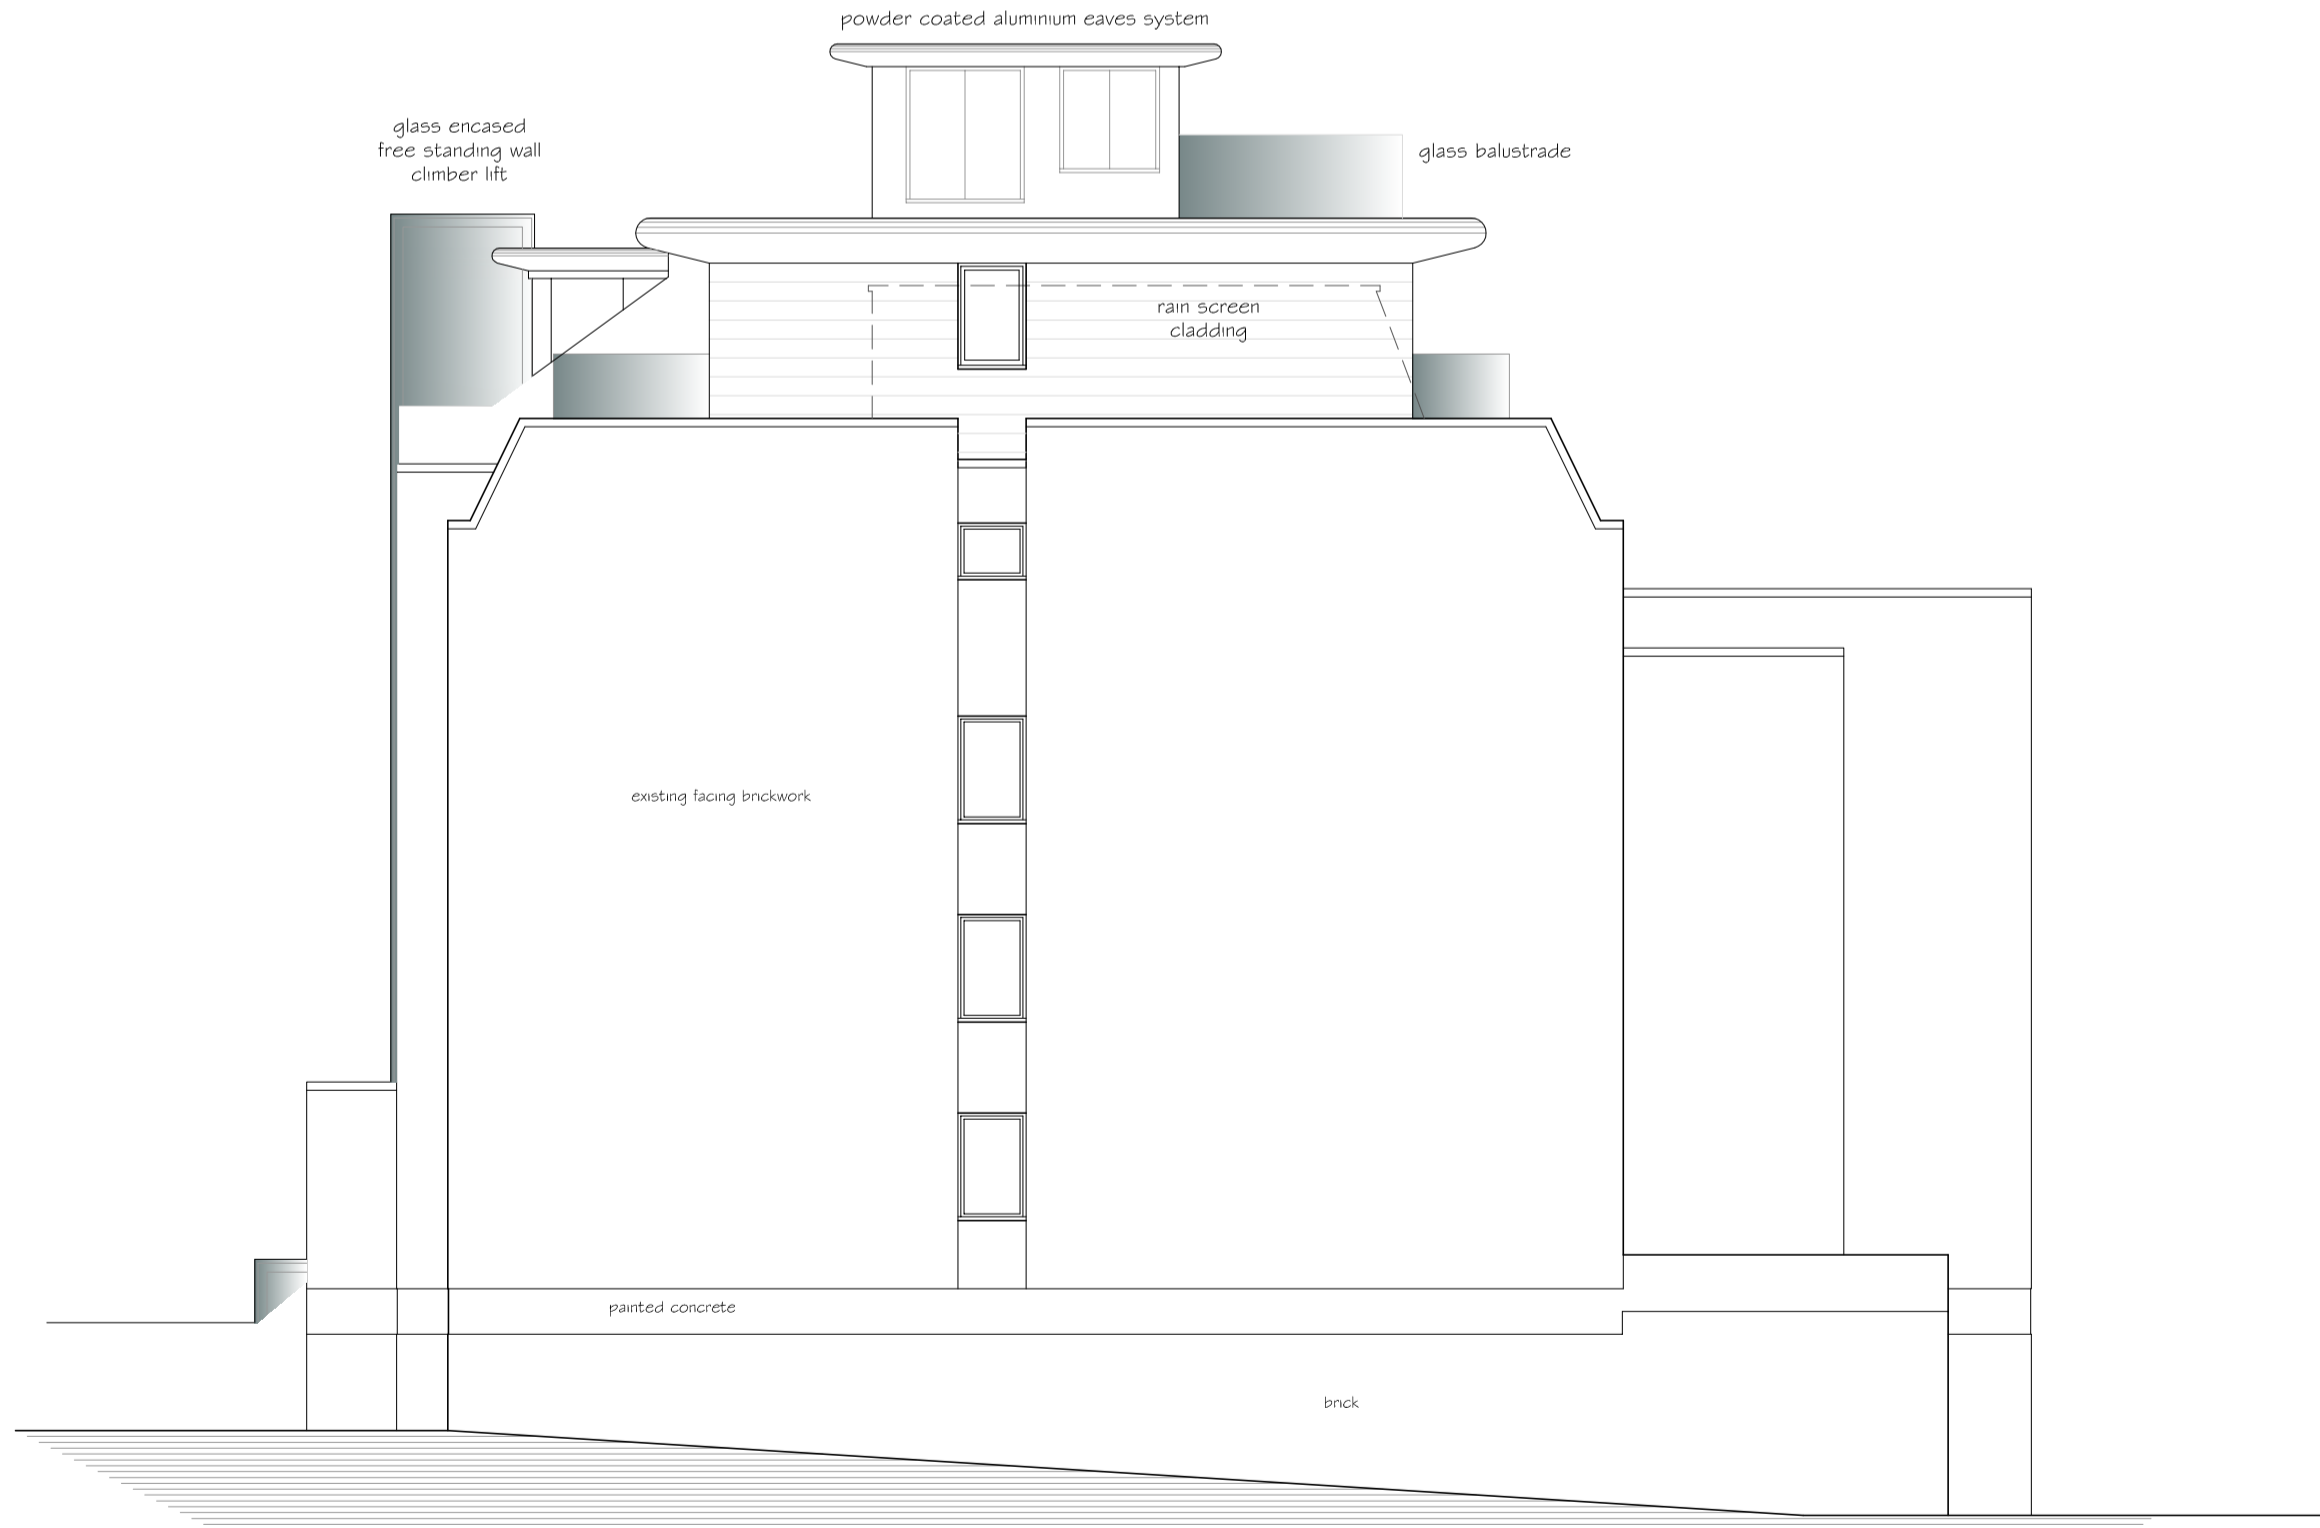 powder coated aluminium eaves system
glass encased
free standing wall
climber lift
glass balustrade
rain screen
cladding
existing facing brickwork
painted concrete
brick